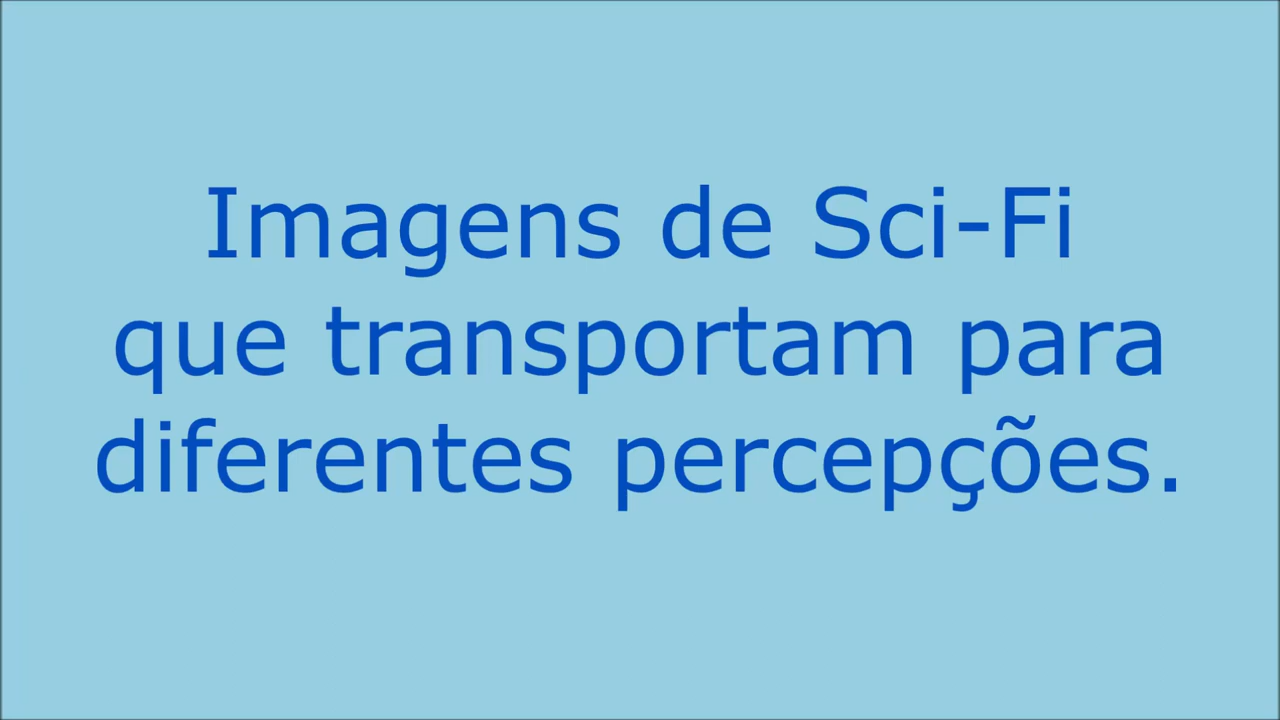 Imagens de Sci-Fi
que transportam para
diferentes percepções.